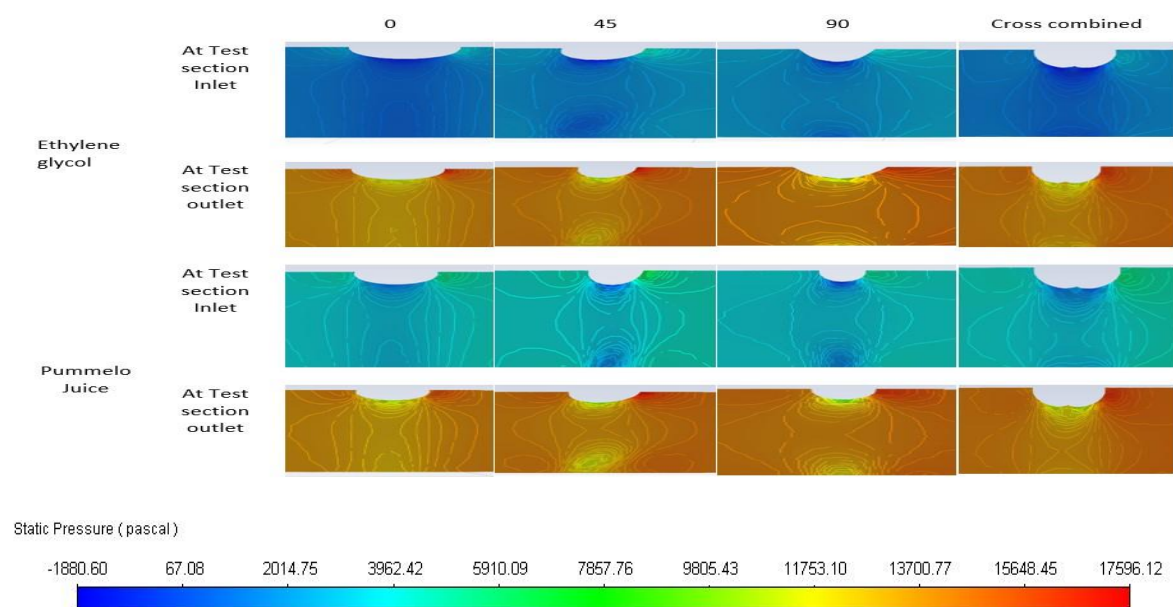 0 45 90 Cross combined
At Test
section
Inlet
Ethylene
glycol
At Test
section
outlet
At Test
section
Inlet
Pummelo
Juice
At Test
section
outlet
Static Pressure ( pascal )
-1880.60 67.08 2014.75 3962.42 5910.09 7857.76 9805.43 11753.10 13700.77 15648.45 17596.12